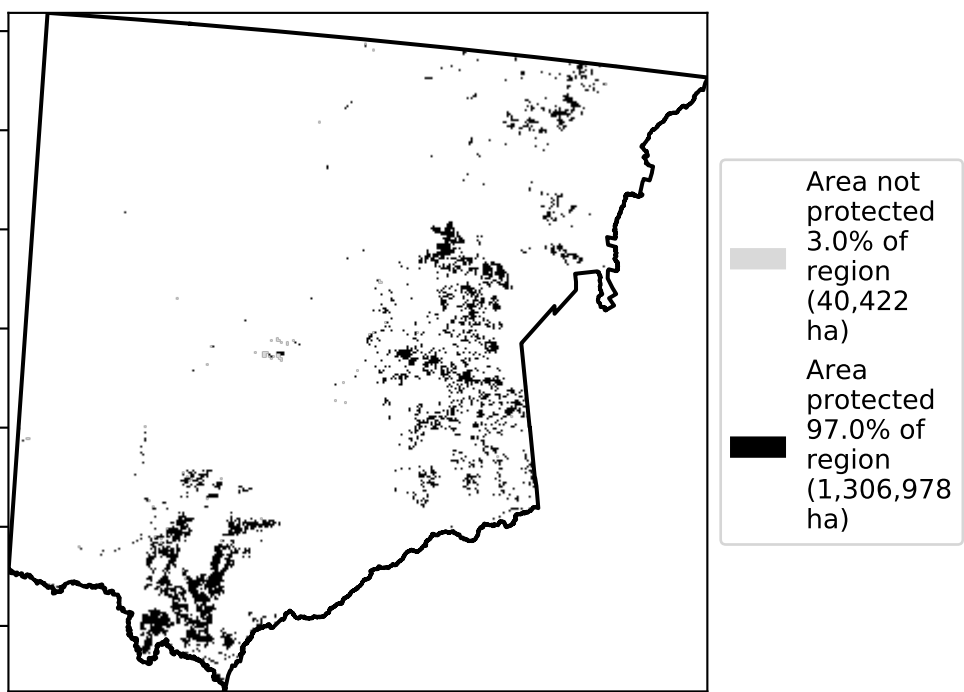 Area not
protected
3.0% of
region
(40,422
ha)
Area
protected
97.0% of
region
(1,306,978
ha)